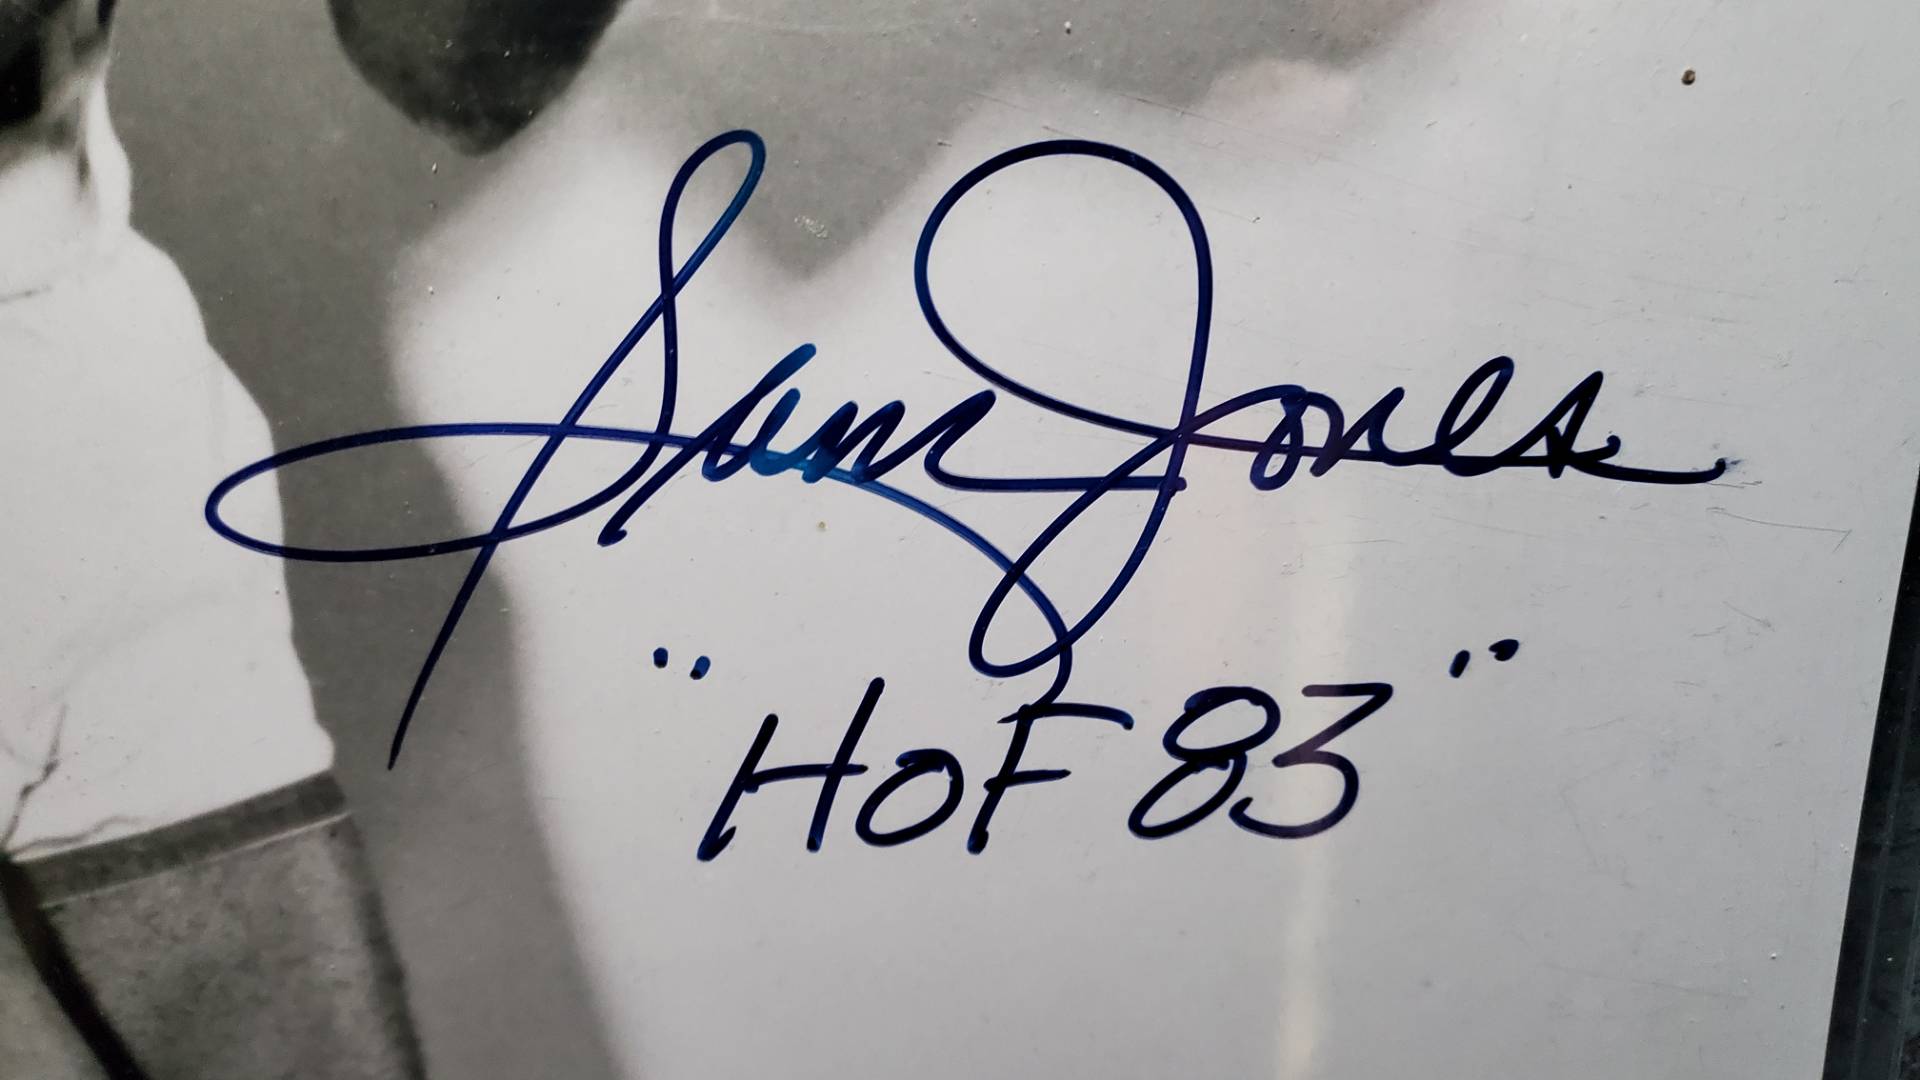 Sam Jones
"HOF 83"